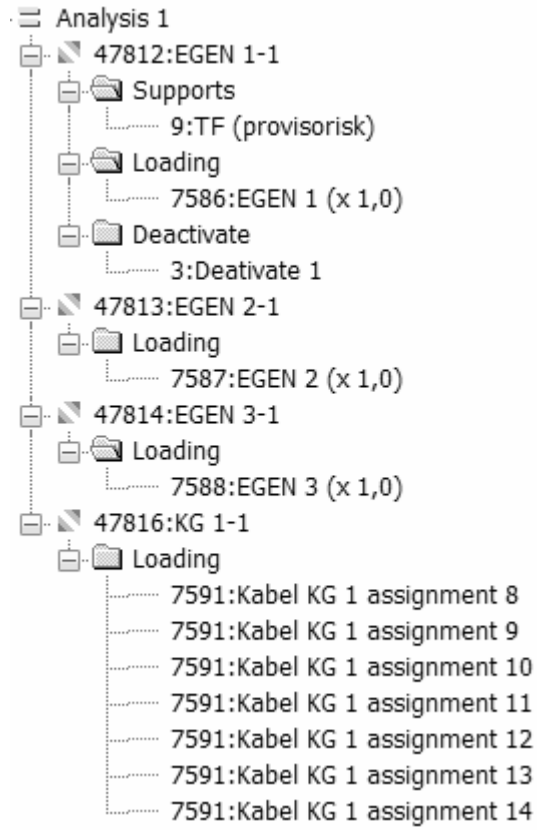 Analysis 1
47812:EGEN 1-1
Supports
9:TF (provisorisk)
Loading
7586:EGEN 1 (x 1,0)
Deactivate
3:Deativate 1
47813:EGEN 2-1
Loading
7587:EGEN 2 (x 1,0)
47814:EGEN 3-1
Loading
7588:EGEN 3 (x 1,0)
47816:KG 1-1
Loading
7591:Kabel KG 1 assignment 8
7591:Kabel KG 1 assignment 9
7591:Kabel KG 1 assignment 10
7591:Kabel KG 1 assignment 11
7591:Kabel KG 1 assignment 12
7591:Kabel KG 1 assignment 13
7591:Kabel KG 1 assignment 14